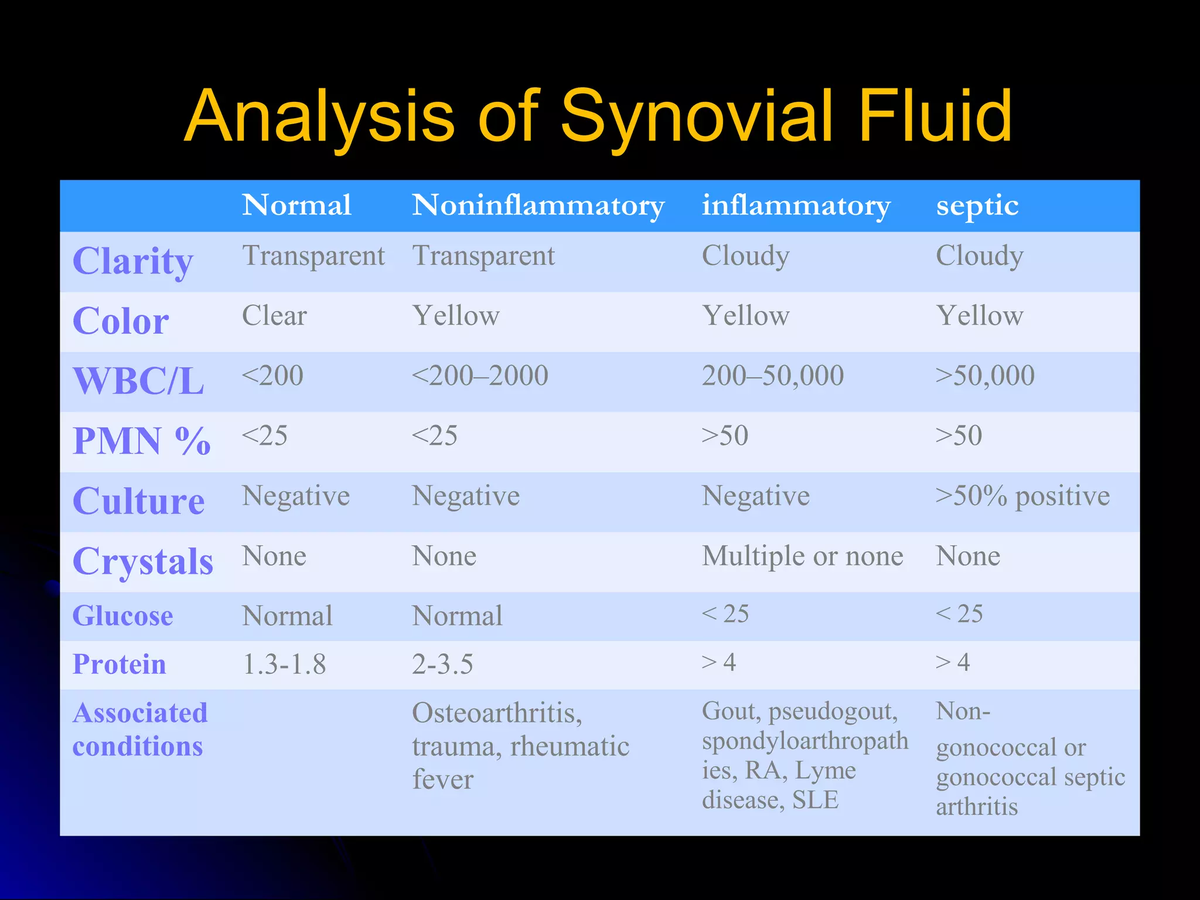 Analysis of Synovial Fluid
Normal Noninflammatory inflammatory septic
Clarity Transparent Transparent Cloudy Cloudy
Color Clear Yellow Yellow Yellow
WBC/L <200 <200–2000 200–50,000 >50,000
PMN % <25 <25 >50 >50
Culture Negative Negative Negative >50% positive
Crystals None None Multiple or none None
Glucose Normal Normal < 25 < 25
Protein 1.3-1.8 2-3.5 > 4 > 4
Associated
conditions
Osteoarthritis,
trauma, rheumatic
fever
Gout, pseudogout,
spondyloarthropath
ies, RA, Lyme
disease, SLE
Non-
gonococcal or
gonococcal septic
arthritis